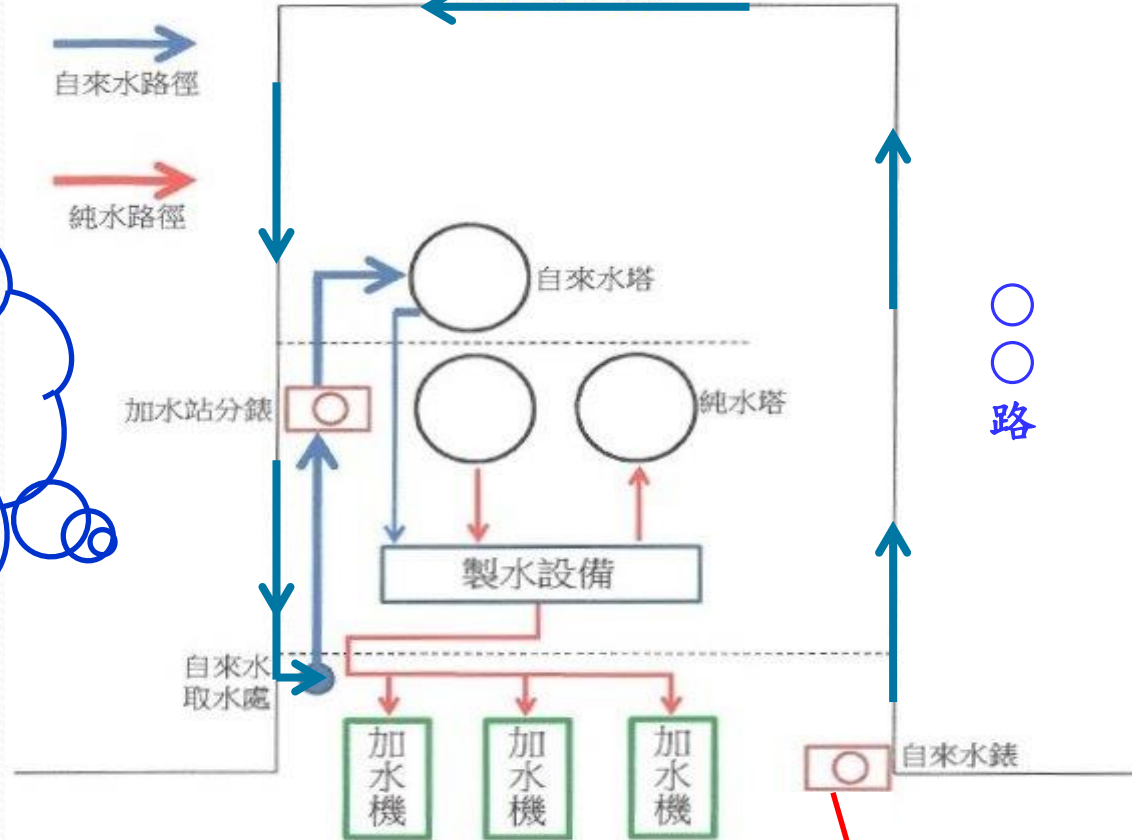 自來水路徑
純水路徑
自來水塔
加水站分錶
純水塔
○
○
路
製水設備
自來水
取水處
加水機
加水機
加水機
自來水錶